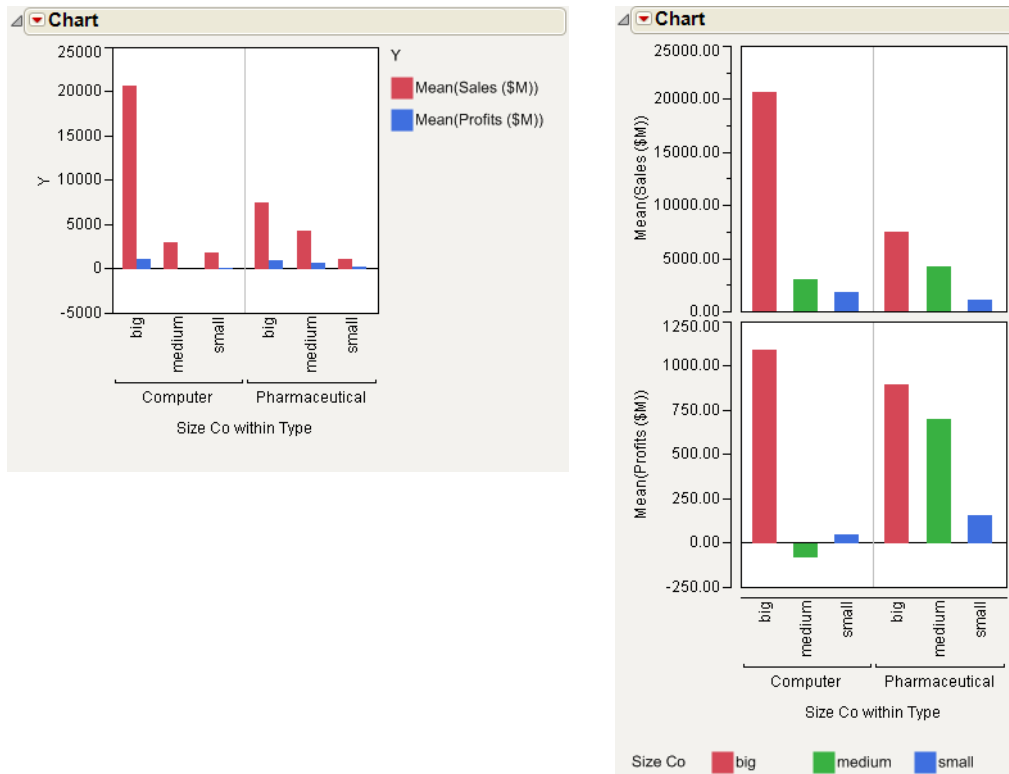 Chart
25000
20000
15000
10000
5000
0
-5000
Y
big
medium
small
big
medium
small
Computer
Pharmaceutical
Size Co within Type
Y
Mean(Sales ($M))
Mean(Profits ($M))
Chart
25000.00
20000.00
15000.00
10000.00
5000.00
0.00
Mean(Sales ($M))
1250.00
1000.00
750.00
500.00
250.00
0.00
-250.00
Mean(Profits ($M))
big
medium
small
big
medium
small
Computer
Pharmaceutical
Size Co within Type
Size Co big medium small